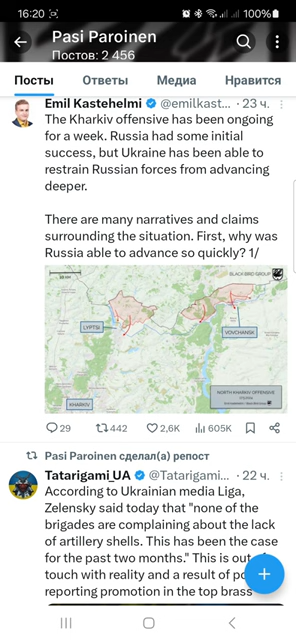 16:20
100%
Pasi Paroinen
Постов: 2 456
Посты Ответы Медиа Нравится
Emil Kastehelmi @emilkast... · 23 ч.
The Kharkiv offensive has been ongoing
for a week. Russia had some initial
success, but Ukraine has been able to
restrain Russian forces from advancing
deeper.
There are many narratives and claims
surrounding the situation. First, why was
Russia able to advance so quickly? 1/
BLACK BIRD GROUP
LYPTSI
VOVCHANSK
KHARKIV
NORTH KHARKIV OFFENSIVE
29 442 2,6K 605K
Pasi Paroinen сделал(а) репост
Tatarigami_UA @Tatarigami... · 22 ч.
According to Ukrainian media Liga,
Zelensky said today that "none of the
brigades are complaining about the lack
of artillery shells. This has been the case
for the past two months." This is out
touch with reality and a result of
reporting promotion in the top brass